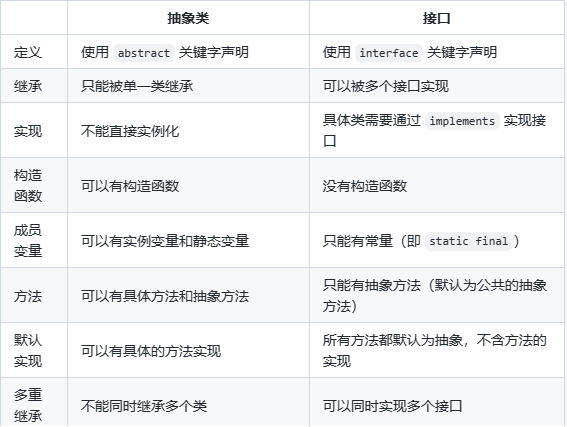 抽象类 接口
定义 使用 abstract 关键字声明 使用 interface 关键字声明
继承 只能被单一类继承 可以被多个接口实现
实现 不能直接实例化 具体类需要通过 implements 实现接
口
构造
函数 可以有构造函数 没有构造函数
成员
变量 可以有实例变量和静态变量 只能有常量（即 static final）
方法 可以有具体方法和抽象方法 只能有抽象方法（默认为公共的抽象
方法）
默认
实现 可以有具体的方法实现 所有方法都默认为抽象，不含方法的
实现
多重
继承 不能同时继承多个类 可以同时实现多个接口